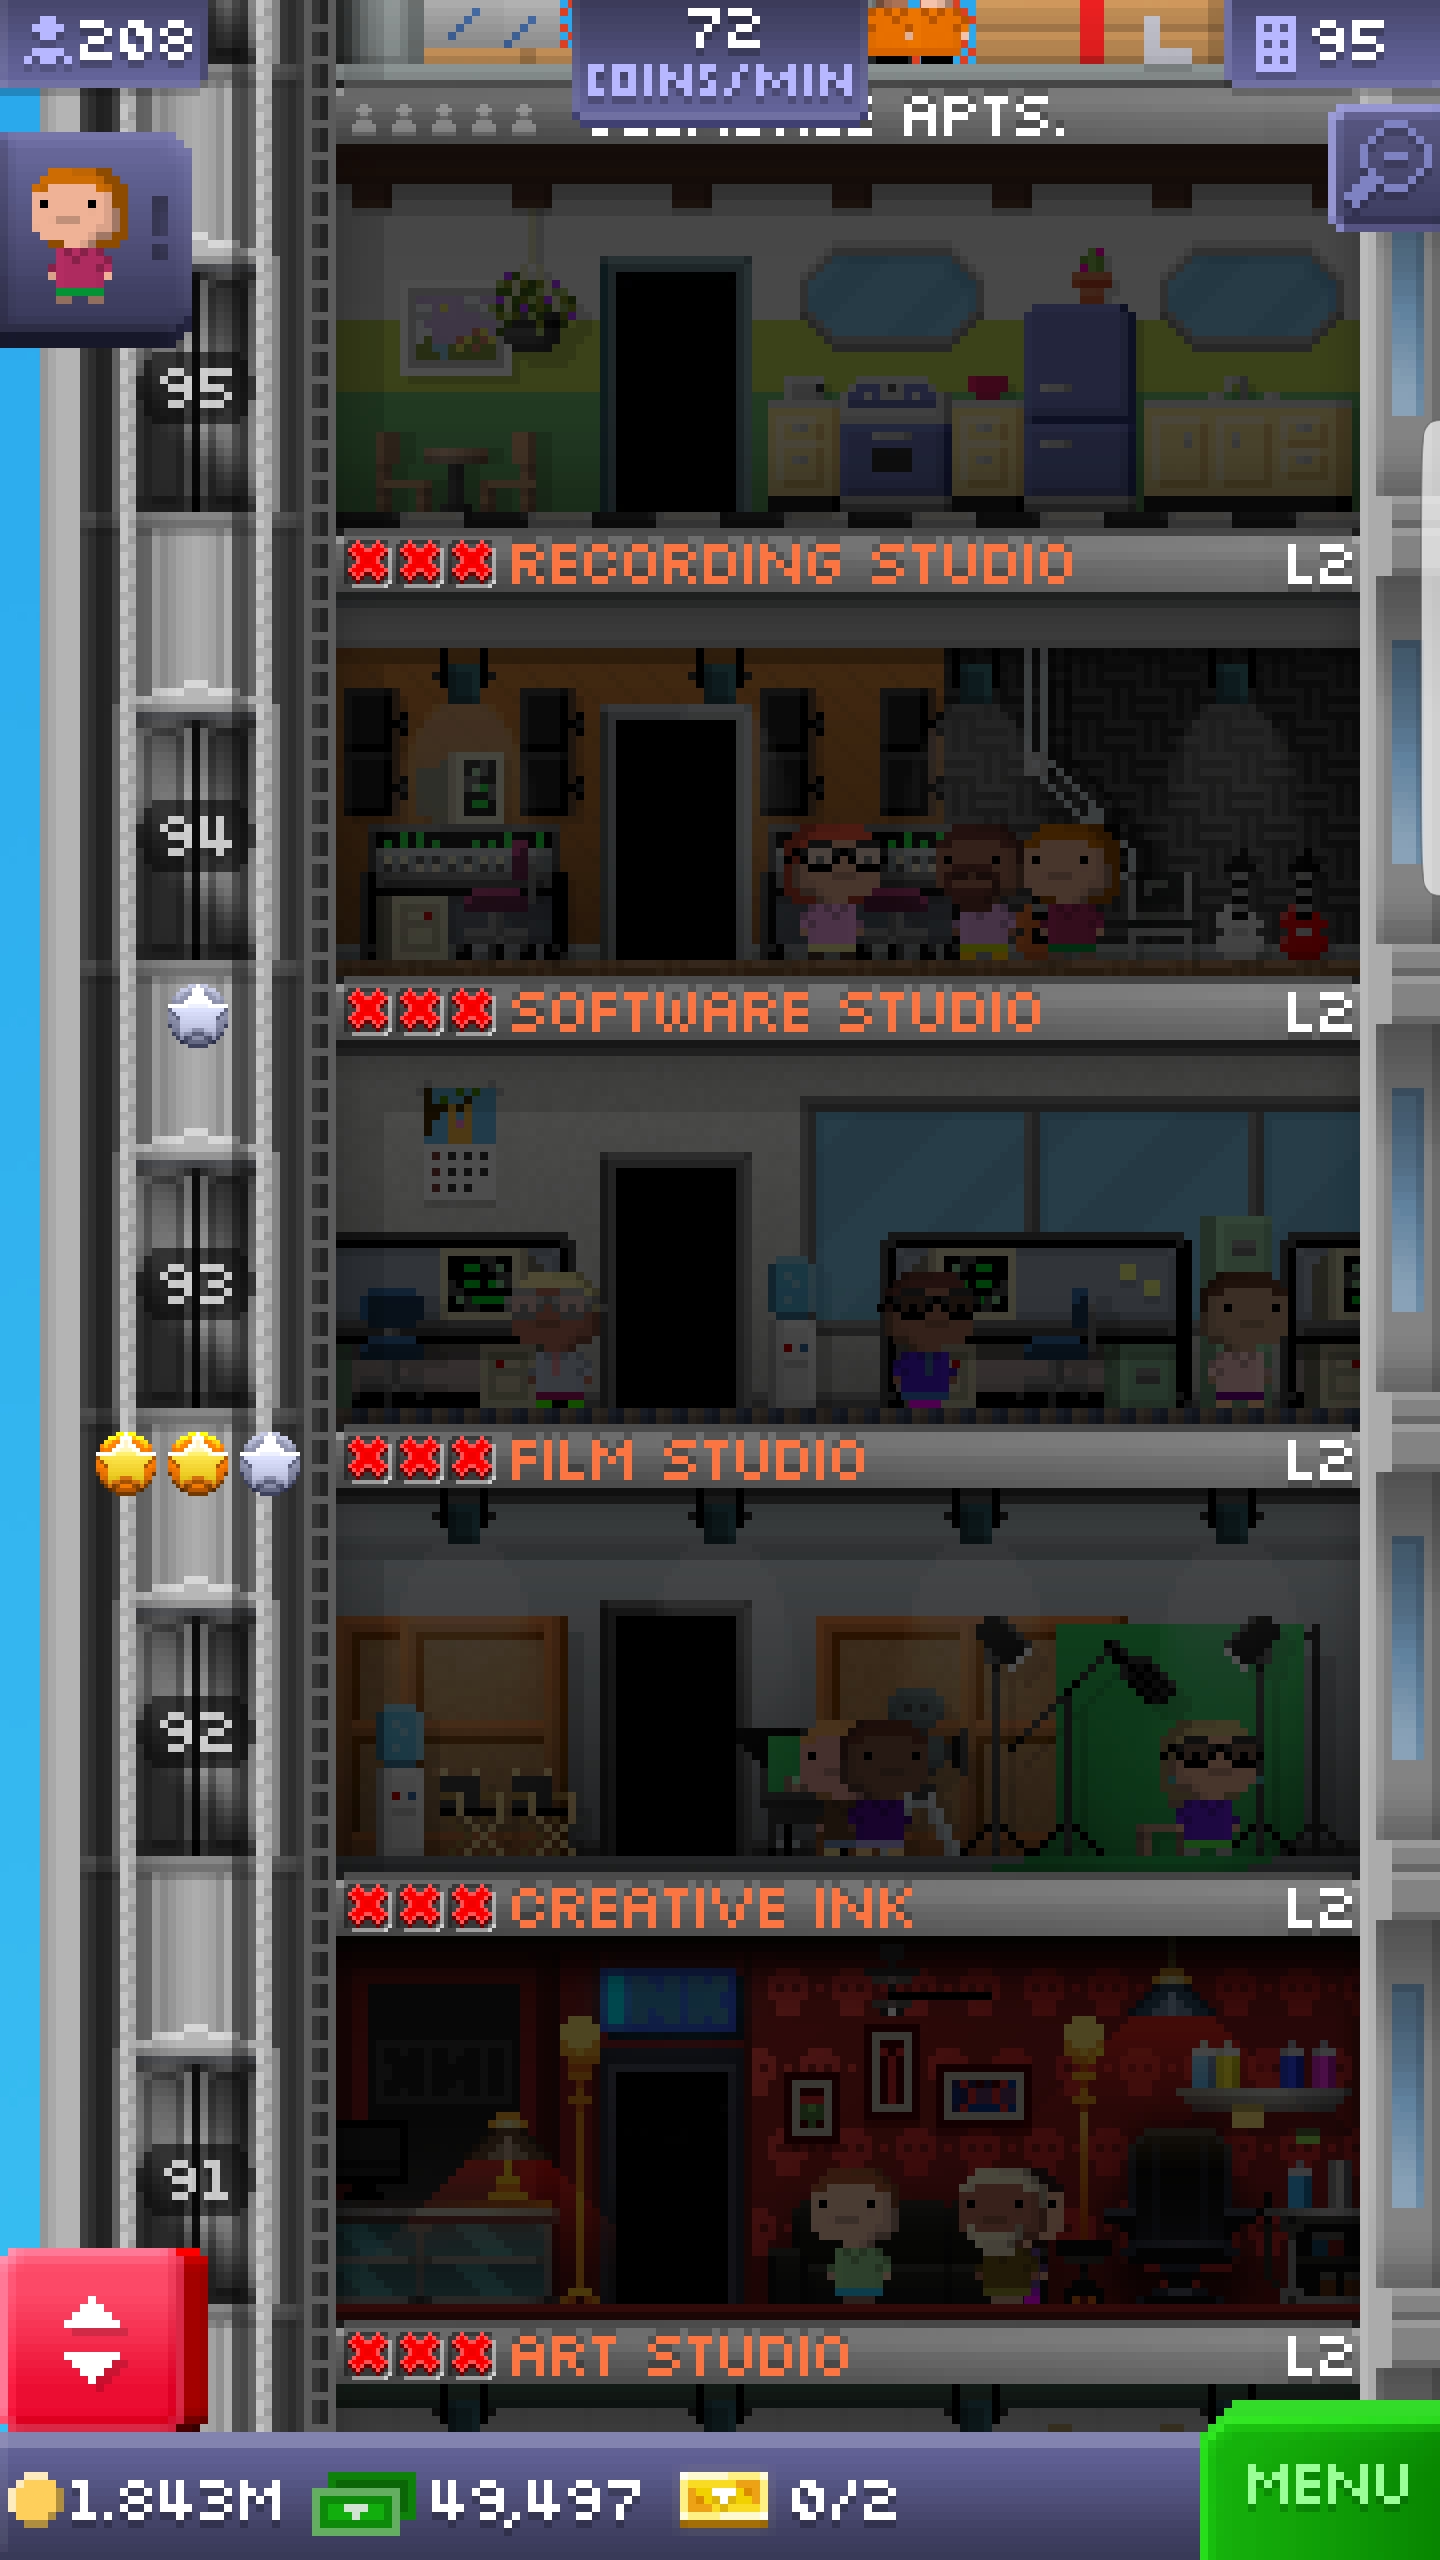 208
72
COINS/MIN
95
APTS.
95
RECORDING STUDIO L2
94
SOFTWARE STUDIO L2
93
FILM STUDIO L2
92
CREATIVE INK L2
INK
91
ART STUDIO L2
1.843M 49,497 0/2
MENU